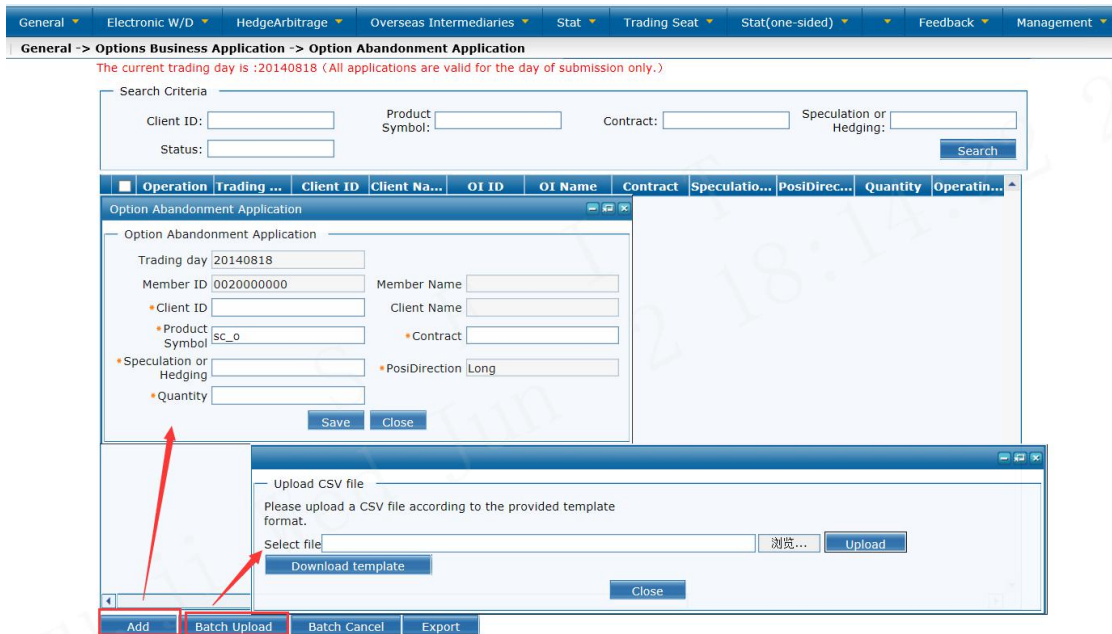 General Electronic W/D HedgeArbitrage Overseas Intermediaries Stat Trading Seat Stat(one-sided) Feedback Management
General -> Options Business Application -> Option Abandonment Application
The current trading day is :20140818 (All applications are valid for the day of submission only.)
Search Criteria
Client ID: Product Symbol: Contract: Speculation or Hedging:
Status: Search
Operation Trading ... Client ID Client Na... OI ID OI Name Contract Speculatio... PosiDirec... Quantity Operatin...
Option Abandonment Application
Option Abandonment Application
Trading day 20140818
Member ID 0020000000 Member Name
*Client ID Client Name
*Product Symbol sc_o *Contract
*Speculation or Hedging *PosiDirection Long
*Quantity
Save Close
Upload CSV file
Please upload a CSV file according to the provided template
format.
Select file 浏览... Upload
Download template
Close
Add Batch Upload Batch Cancel Export